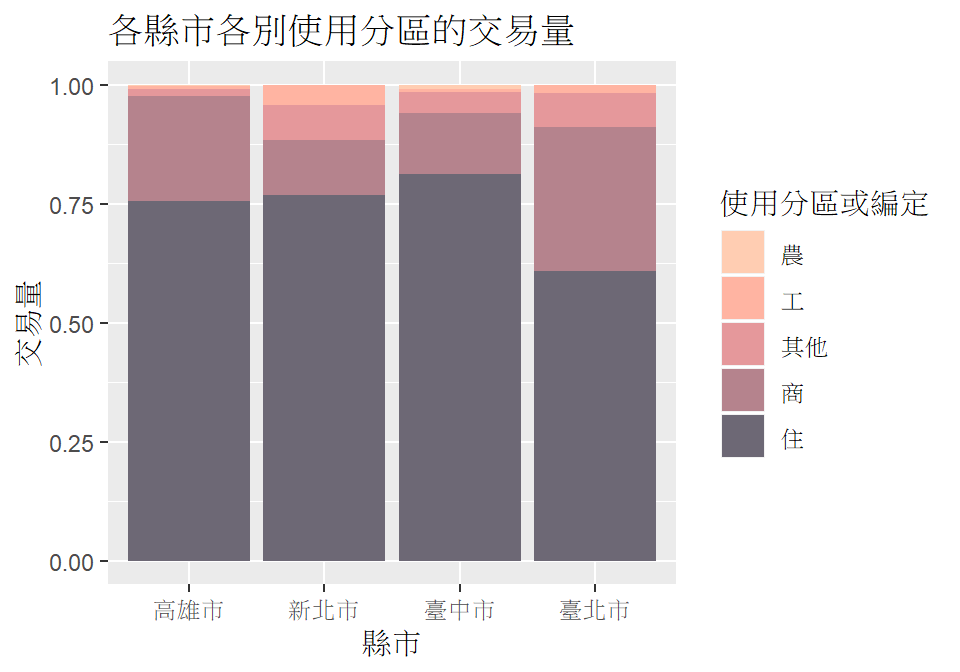 各縣市各別使用分區的交易量
交易量
1.00
0.75
0.50
0.25
0.00
高雄市
新北市
臺中市
臺北市
縣市
使用分區或編定
農
工
其他
商
住